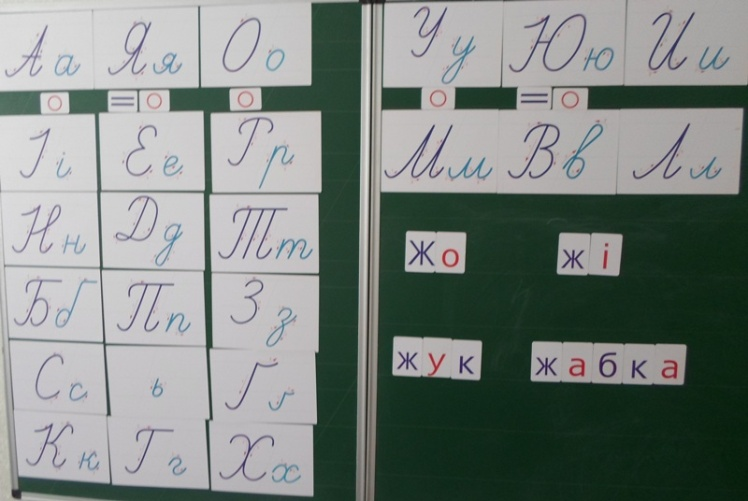 Аа Яя Оо
Іі Ее Рр
Нн Дд Тт
Бб Пп Зз
Сс ь Ґґ
Кк Гг Хх
Уу Юю Ии
Мм Вв Лл
Жо жі
жук жабка